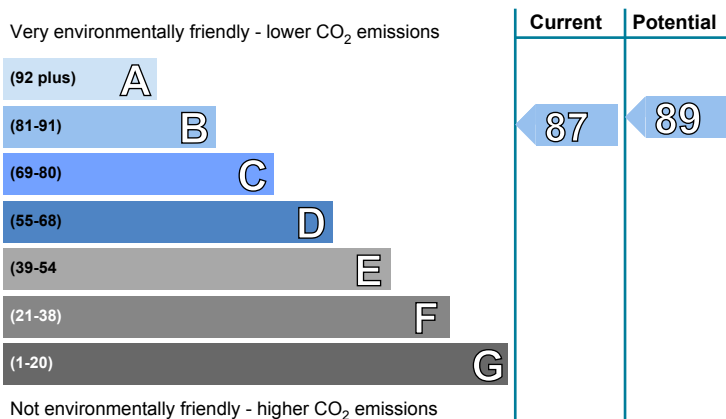 Current Potential
Very environmentally friendly - lower CO2 emissions
(92 plus) A
(81-91) B 87 89
(69-80) C
(55-68) D
(39-54 E
(21-38) F
(1-20) G
Not environmentally friendly - higher CO2 emissions